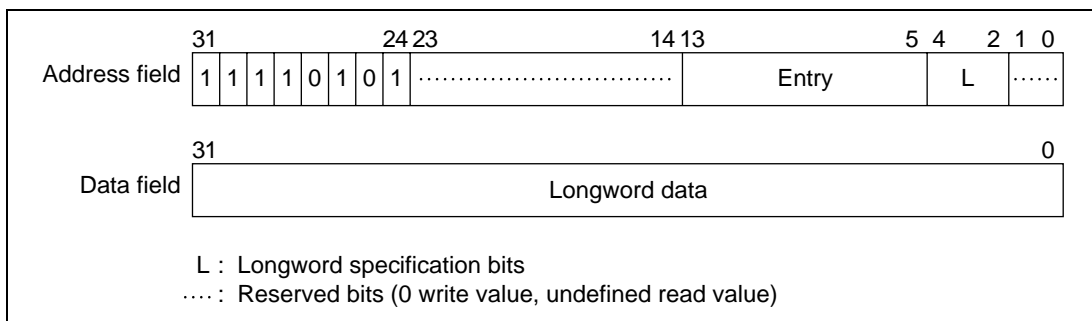 31 24 23 14 13 5 4 2 1 0
Address field 1 1 1 1 0 1 0 1 .............................. Entry L ......
31 0
Data field Longword data
L : Longword specification bits
.... : Reserved bits (0 write value, undefined read value)